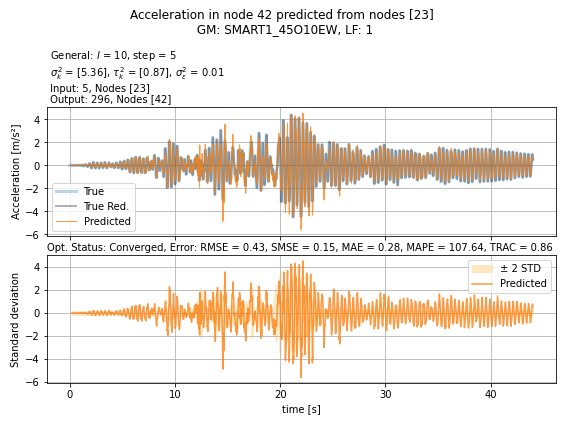 Acceleration in node 42 predicted from nodes [23]
GM: SMART1_45O10EW, LF: 1
General: l = 10, step = 5
σ²ₖ = [5.36], τ²ₖ = [0.87], σ²ε = 0.01
Input: 5, Nodes [23]
Output: 296, Nodes [42]
Acceleration [m/s²]
4
2
0
−2
−4
−6
True
True Red.
Predicted
Opt. Status: Converged, Error: RMSE = 0.43, SMSE = 0.15, MAE = 0.28, MAPE = 107.64, TRAC = 0.86
Standard deviation
4
2
0
−2
−4
−6
± 2 STD
Predicted
0 10 20 30 40
time [s]